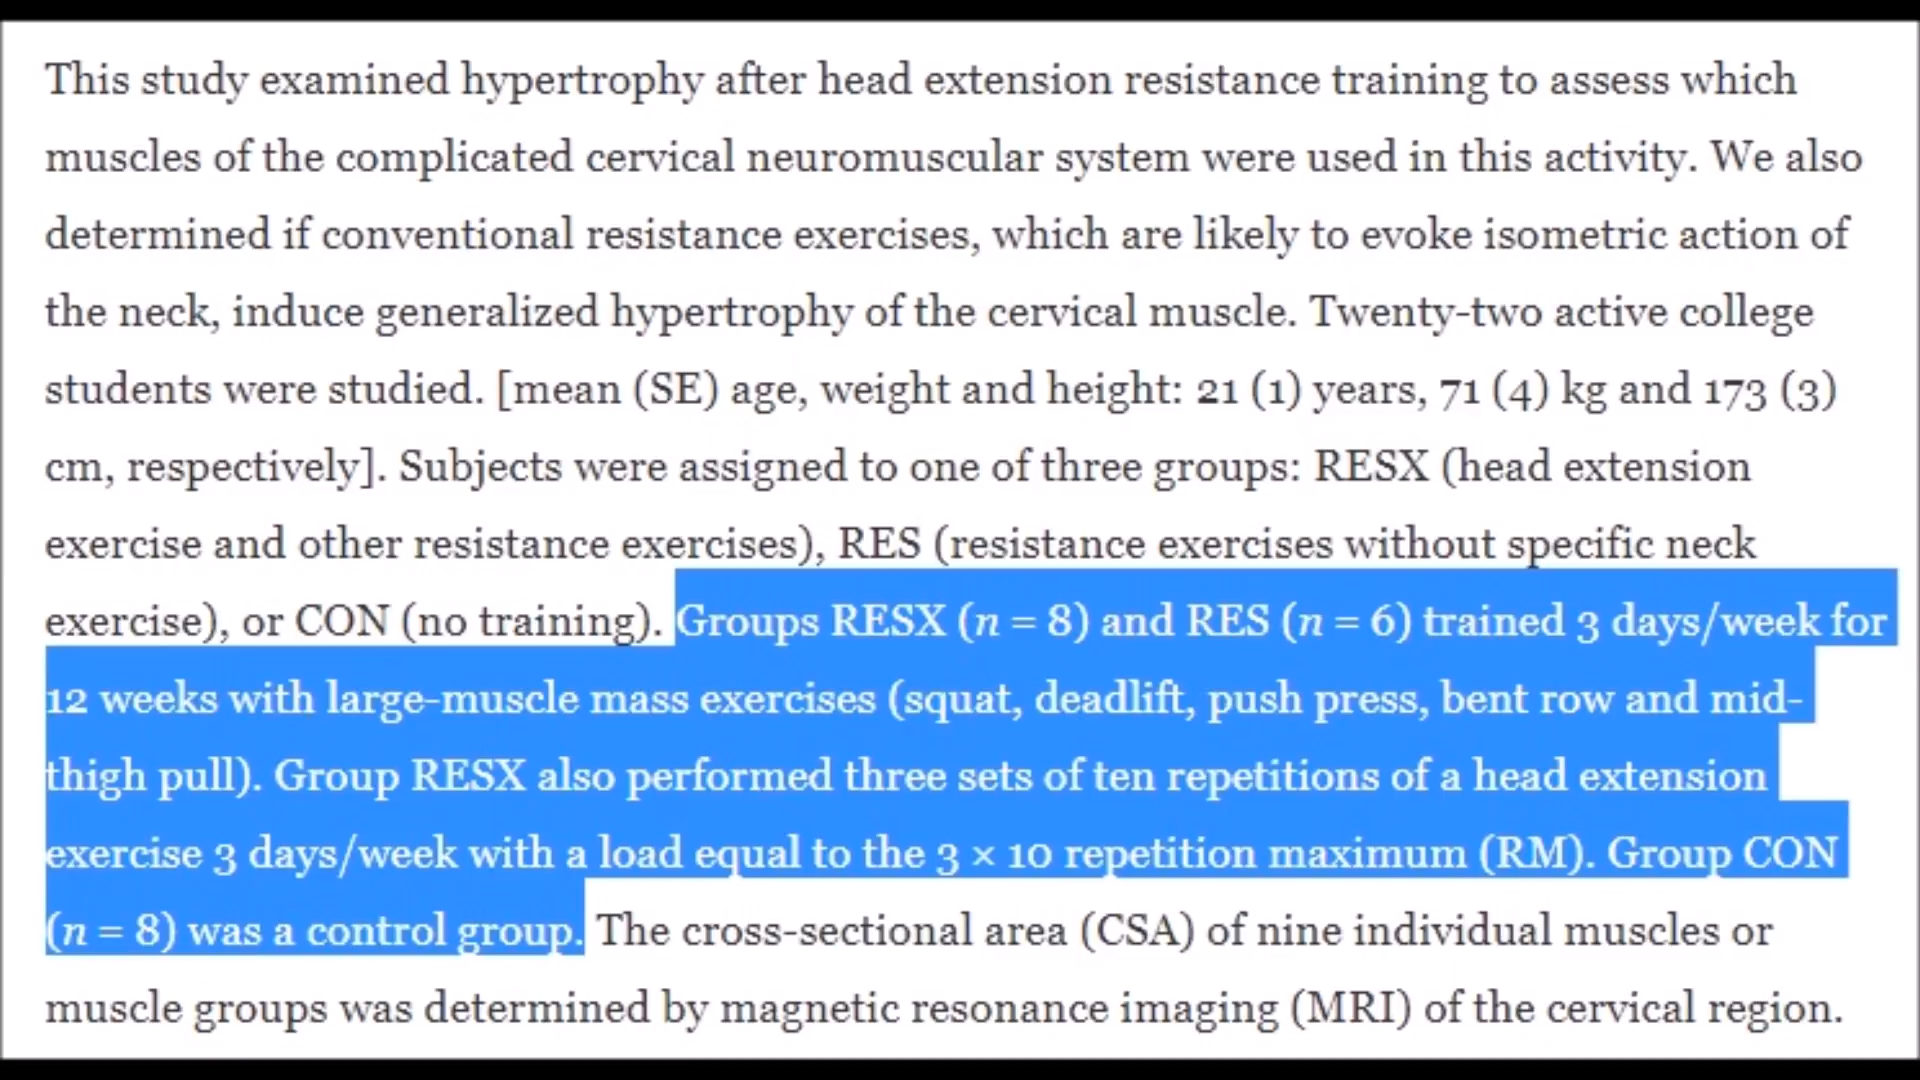 This study examined hypertrophy after head extension resistance training to assess which
muscles of the complicated cervical neuromuscular system were used in this activity. We also
determined if conventional resistance exercises, which are likely to evoke isometric action of
the neck, induce generalized hypertrophy of the cervical muscle. Twenty-two active college
students were studied. [mean (SE) age, weight and height: 21 (1) years, 71 (4) kg and 173 (3)
cm, respectively]. Subjects were assigned to one of three groups: RESX (head extension
exercise and other resistance exercises), RES (resistance exercises without specific neck
exercise), or CON (no training). Groups RESX (n = 8) and RES (n = 6) trained 3 days/week for
12 weeks with large-muscle mass exercises (squat, deadlift, push press, bent row and mid-
thigh pull). Group RESX also performed three sets of ten repetitions of a head extension
exercise 3 days/week with a load equal to the 3 × 10 repetition maximum (RM). Group CON
(n = 8) was a control group. The cross-sectional area (CSA) of nine individual muscles or
muscle groups was determined by magnetic resonance imaging (MRI) of the cervical region.